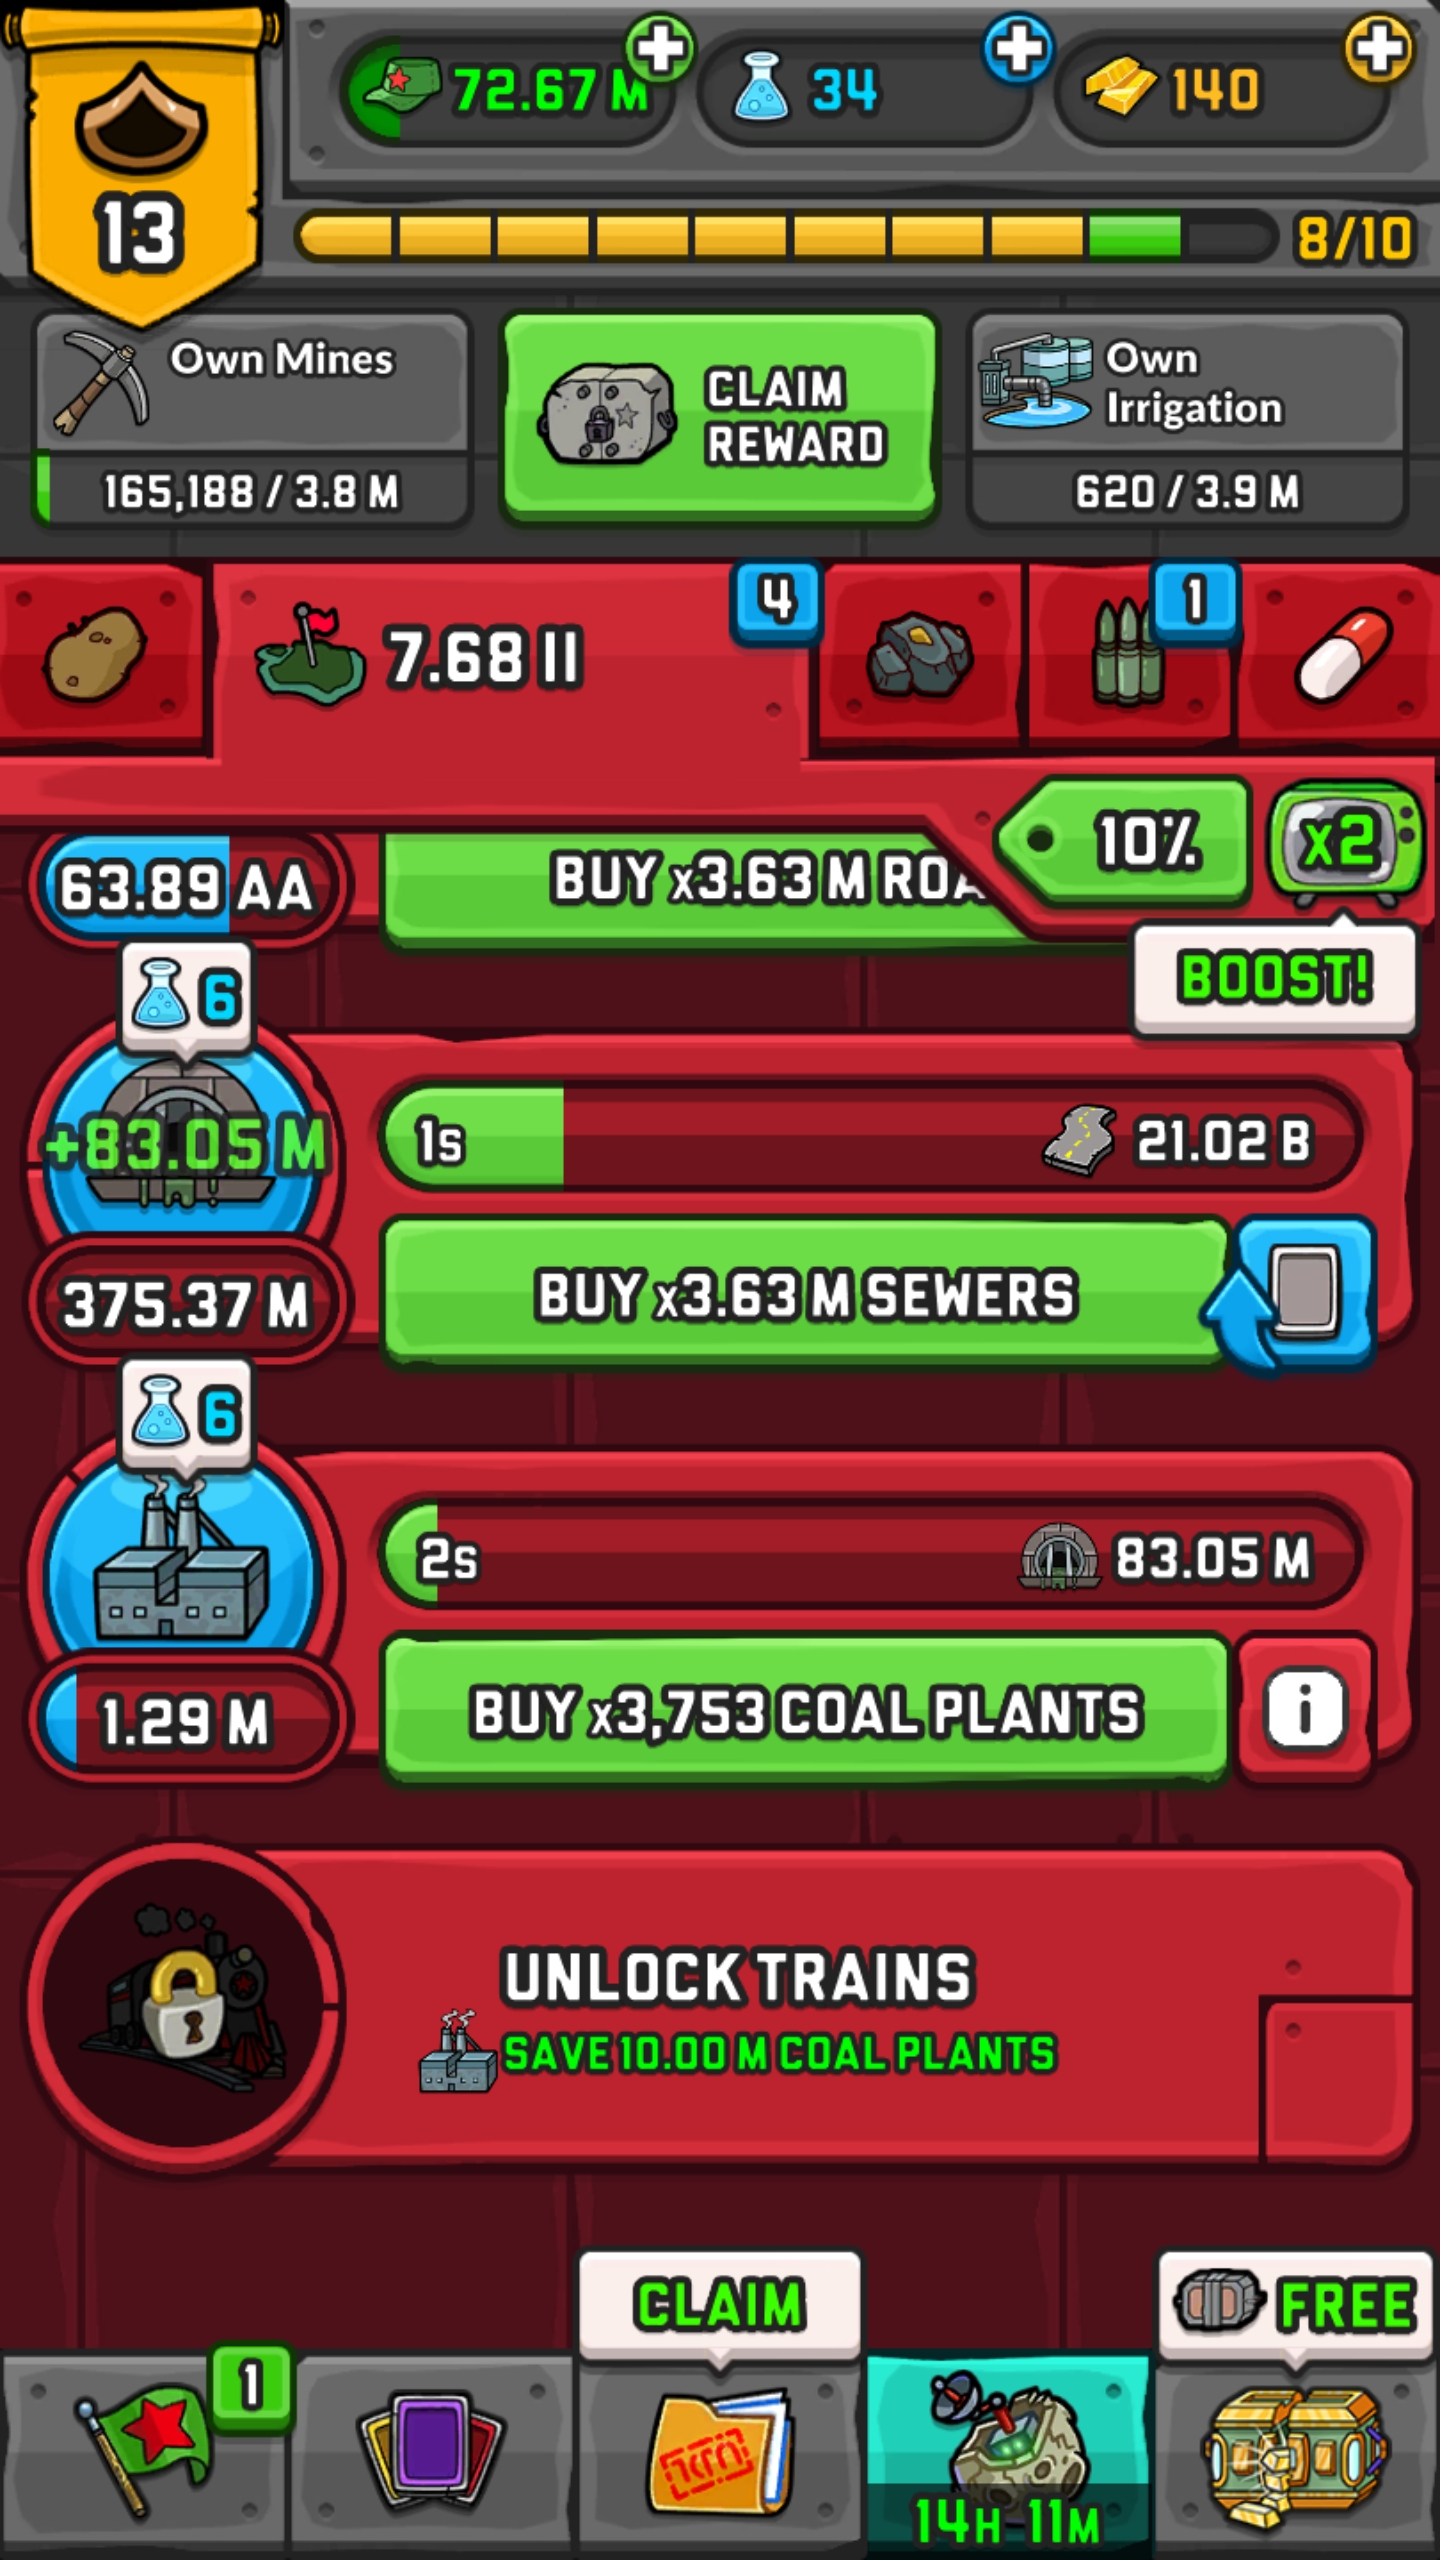 13
72.67 M
34
140
8/10
Own Mines
165,188 / 3.8 M
CLAIM
REWARD
Own
Irrigation
620 / 3.9 M
7.68 II
4
1
10%
x2
BOOST!
63.89 AA
BUY x3.63 M ROA
6
+83.05 M
1s
21.02 B
375.37 M
BUY x3.63 M SEWERS
6
2s
83.05 M
1.29 M
BUY x3,753 COAL PLANTS
i
UNLOCK TRAINS
SAVE 10.00 M COAL PLANTS
CLAIM
FREE
1
14H 11M